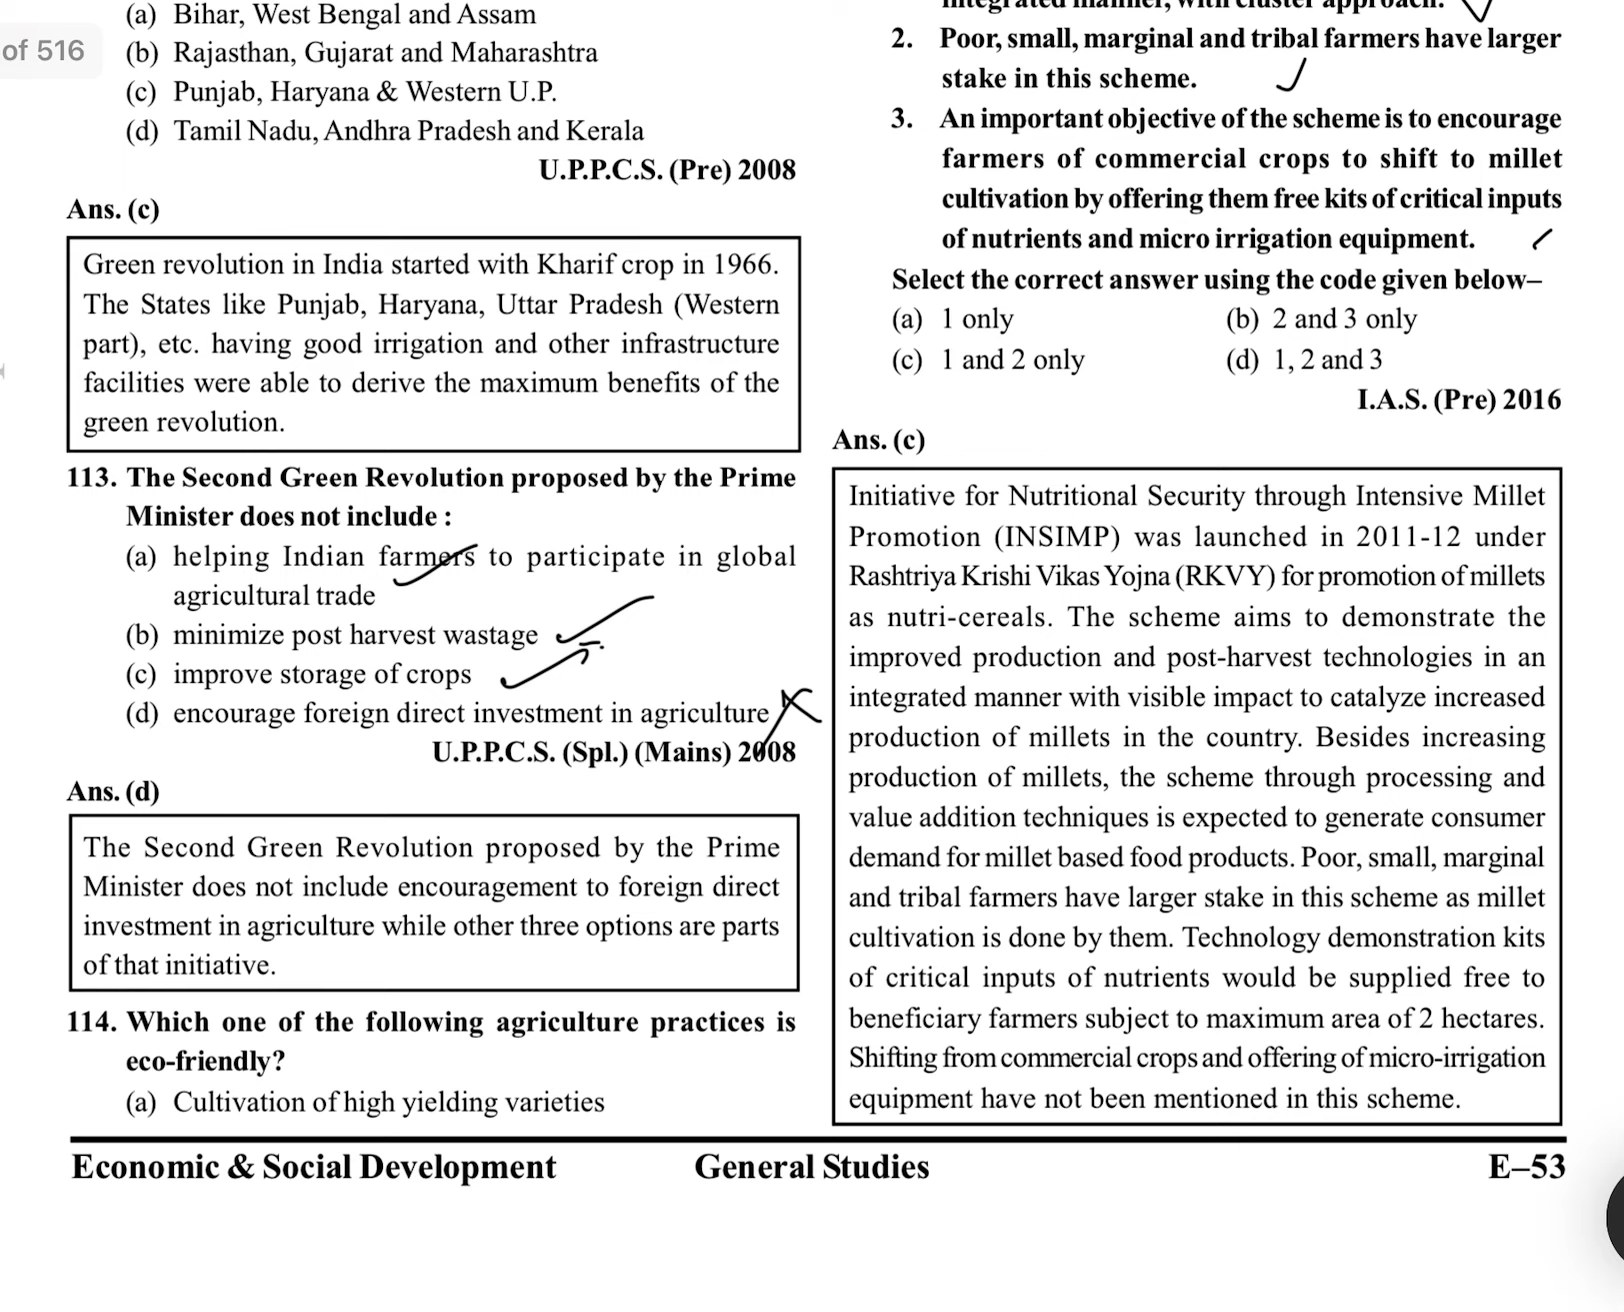 of 516
(a) Bihar, West Bengal and Assam
(b) Rajasthan, Gujarat and Maharashtra
(c) Punjab, Haryana & Western U.P.
(d) Tamil Nadu, Andhra Pradesh and Kerala
U.P.P.C.S. (Pre) 2008
Ans. (c)
Green revolution in India started with Kharif crop in 1966.
The States like Punjab, Haryana, Uttar Pradesh (Western
part), etc. having good irrigation and other infrastructure
facilities were able to derive the maximum benefits of the
green revolution.
113. The Second Green Revolution proposed by the Prime
Minister does not include :
(a) helping Indian farmers to participate in global
agricultural trade
(b) minimize post harvest wastage
(c) improve storage of crops
(d) encourage foreign direct investment in agriculture
U.P.P.C.S. (Spl.) (Mains) 2008
Ans. (d)
The Second Green Revolution proposed by the Prime
Minister does not include encouragement to foreign direct
investment in agriculture while other three options are parts
of that initiative.
114. Which one of the following agriculture practices is
eco-friendly?
(a) Cultivation of high yielding varieties
integrated manner, with cluster approach.
2. Poor, small, marginal and tribal farmers have larger
stake in this scheme.
3. An important objective of the scheme is to encourage
farmers of commercial crops to shift to millet
cultivation by offering them free kits of critical inputs
of nutrients and micro irrigation equipment.
Select the correct answer using the code given below–
(a) 1 only (b) 2 and 3 only
(c) 1 and 2 only (d) 1, 2 and 3
I.A.S. (Pre) 2016
Ans. (c)
Initiative for Nutritional Security through Intensive Millet
Promotion (INSIMP) was launched in 2011-12 under
Rashtriya Krishi Vikas Yojna (RKVY) for promotion of millets
as nutri-cereals. The scheme aims to demonstrate the
improved production and post-harvest technologies in an
integrated manner with visible impact to catalyze increased
production of millets in the country. Besides increasing
production of millets, the scheme through processing and
value addition techniques is expected to generate consumer
demand for millet based food products. Poor, small, marginal
and tribal farmers have larger stake in this scheme as millet
cultivation is done by them. Technology demonstration kits
of critical inputs of nutrients would be supplied free to
beneficiary farmers subject to maximum area of 2 hectares.
Shifting from commercial crops and offering of micro-irrigation
equipment have not been mentioned in this scheme.
Economic & Social Development General Studies E–53